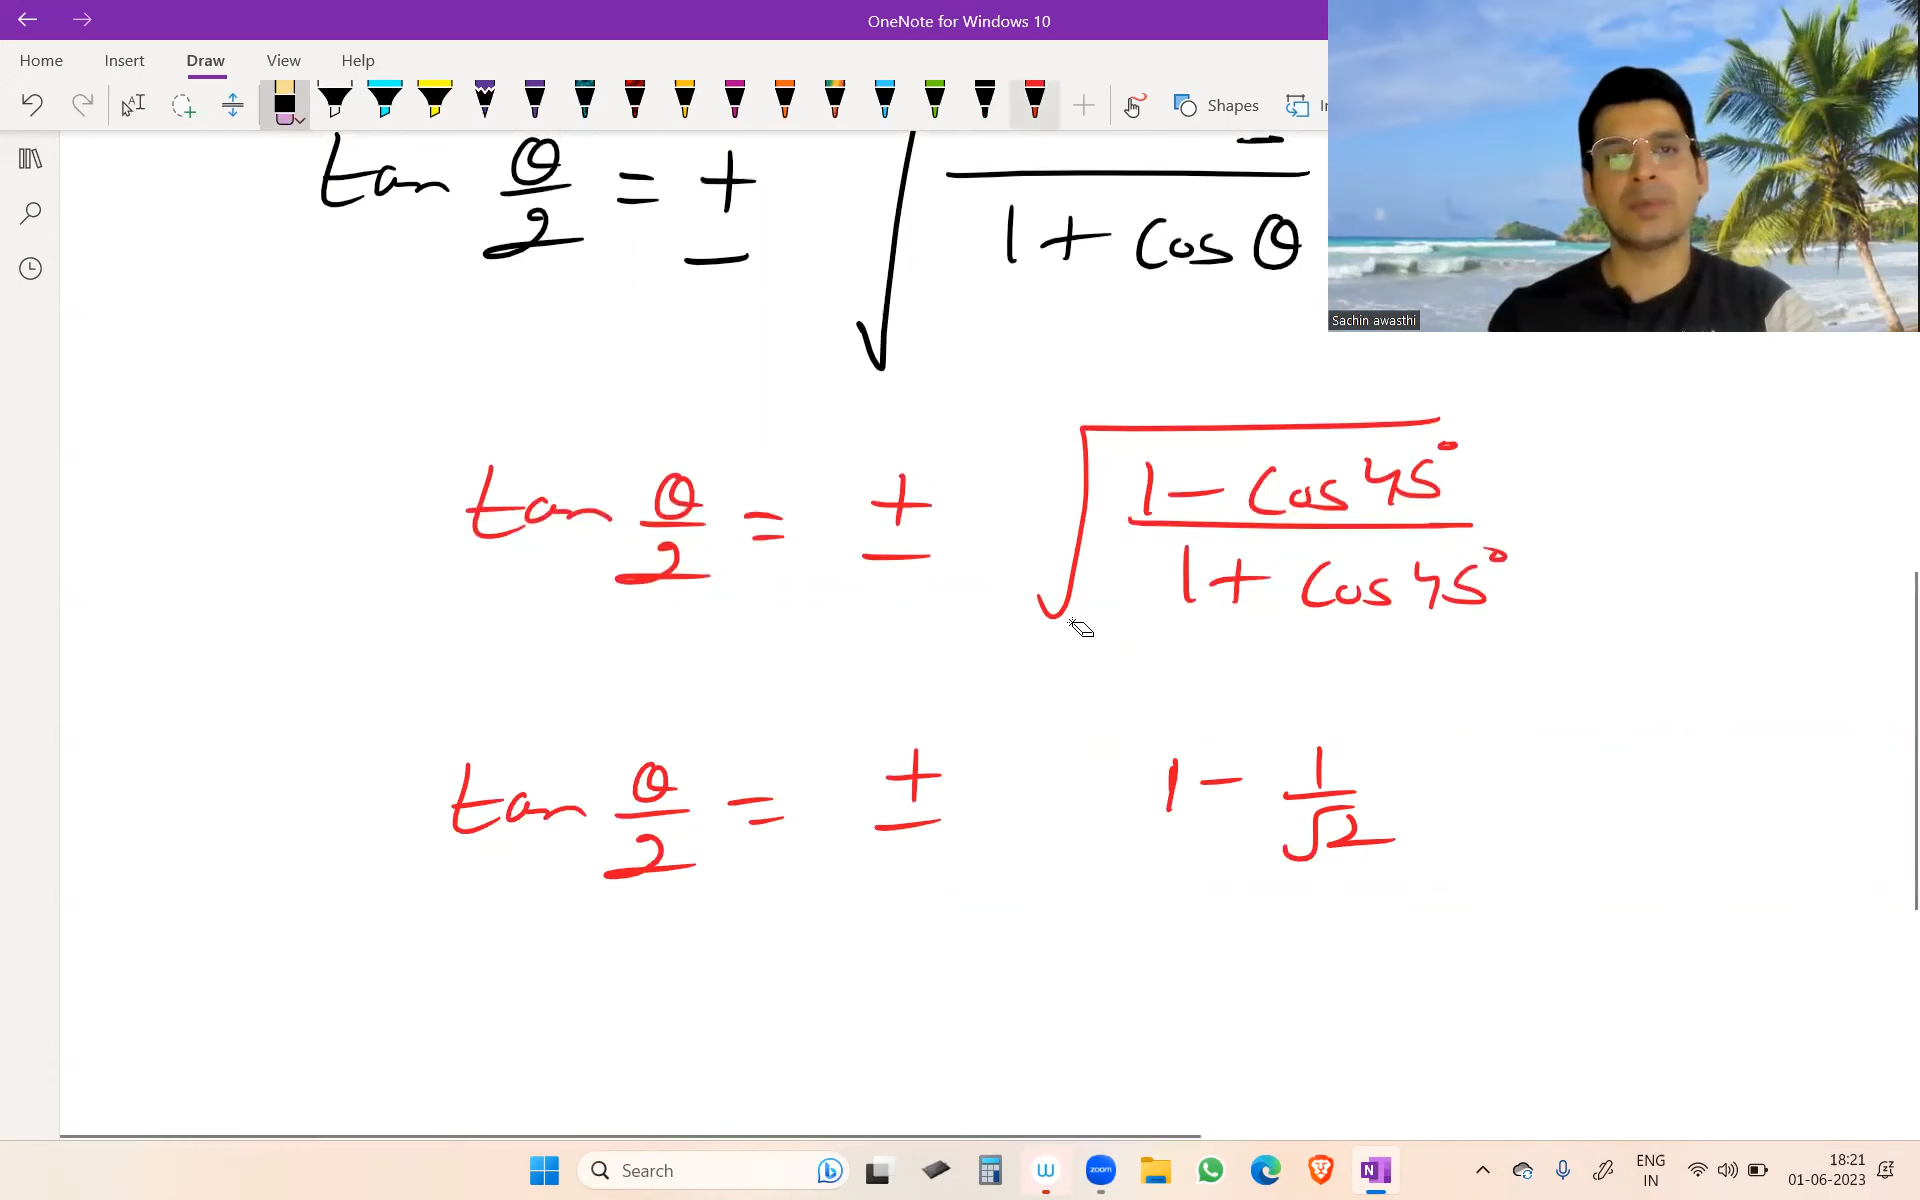 OneNote for Windows 10
Home Insert Draw View Help
Shapes
tan θ/2 = ± √ 1 + cos θ
Sachin awasthi
tan θ/2 = ± √ (1 - cos 45°)/(1 + cos 45°)
tan θ/2 = ± 1 - 1/√2
Search
zoom
ENG
IN
18:21
01-06-2023